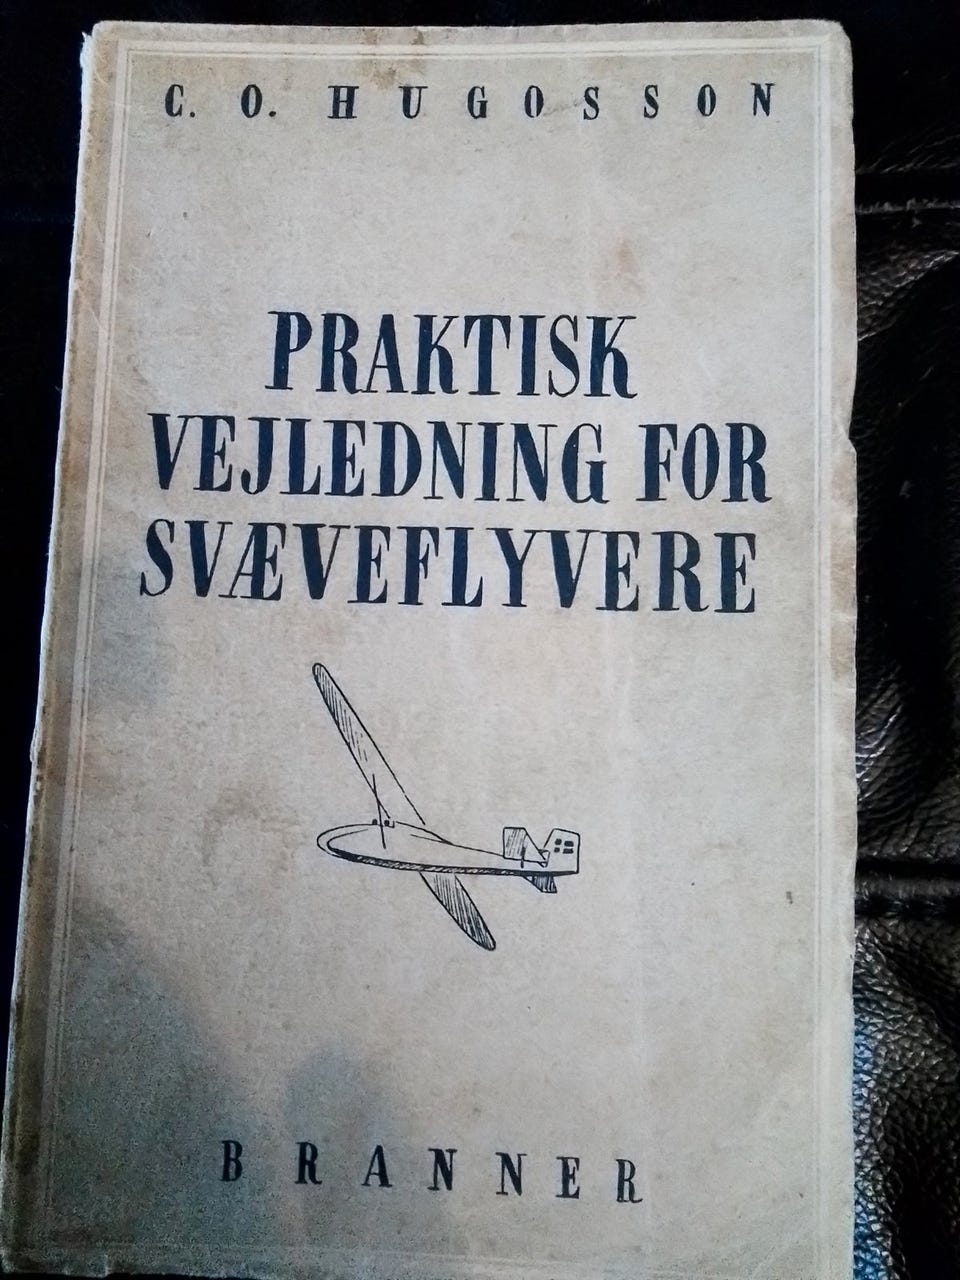 C. O. HUGOSSON
PRAKTISK
VEJLEDNING FOR
SVÆVEFLYVERE
BRANNER